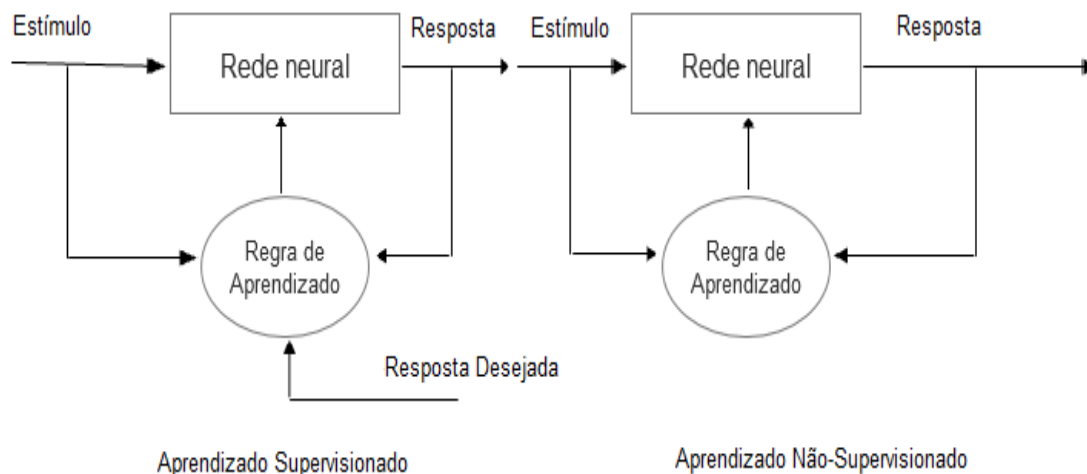 Estímulo
Rede neural
Resposta
Regra de
Aprendizado
Resposta Desejada
Aprendizado Supervisionado
Estímulo
Rede neural
Resposta
Regra de
Aprendizado
Aprendizado Não-Supervisionado